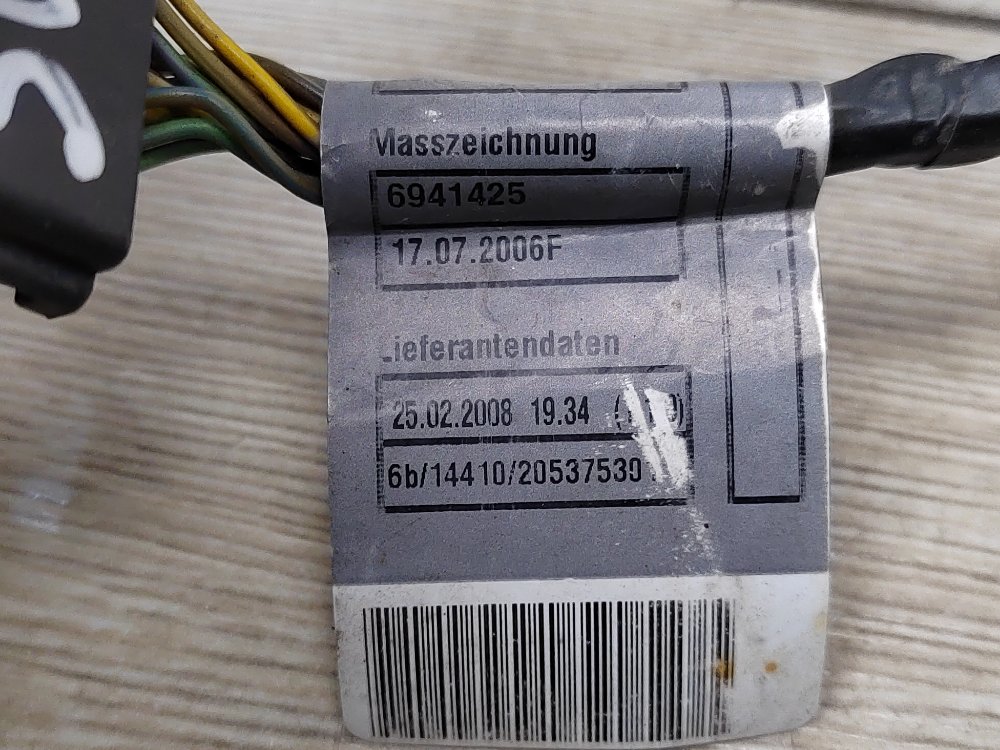 Masszeichnung
6941425
17.07.2006F
Lieferantendaten
25.02.2008 19.34
6b/14410/20537530